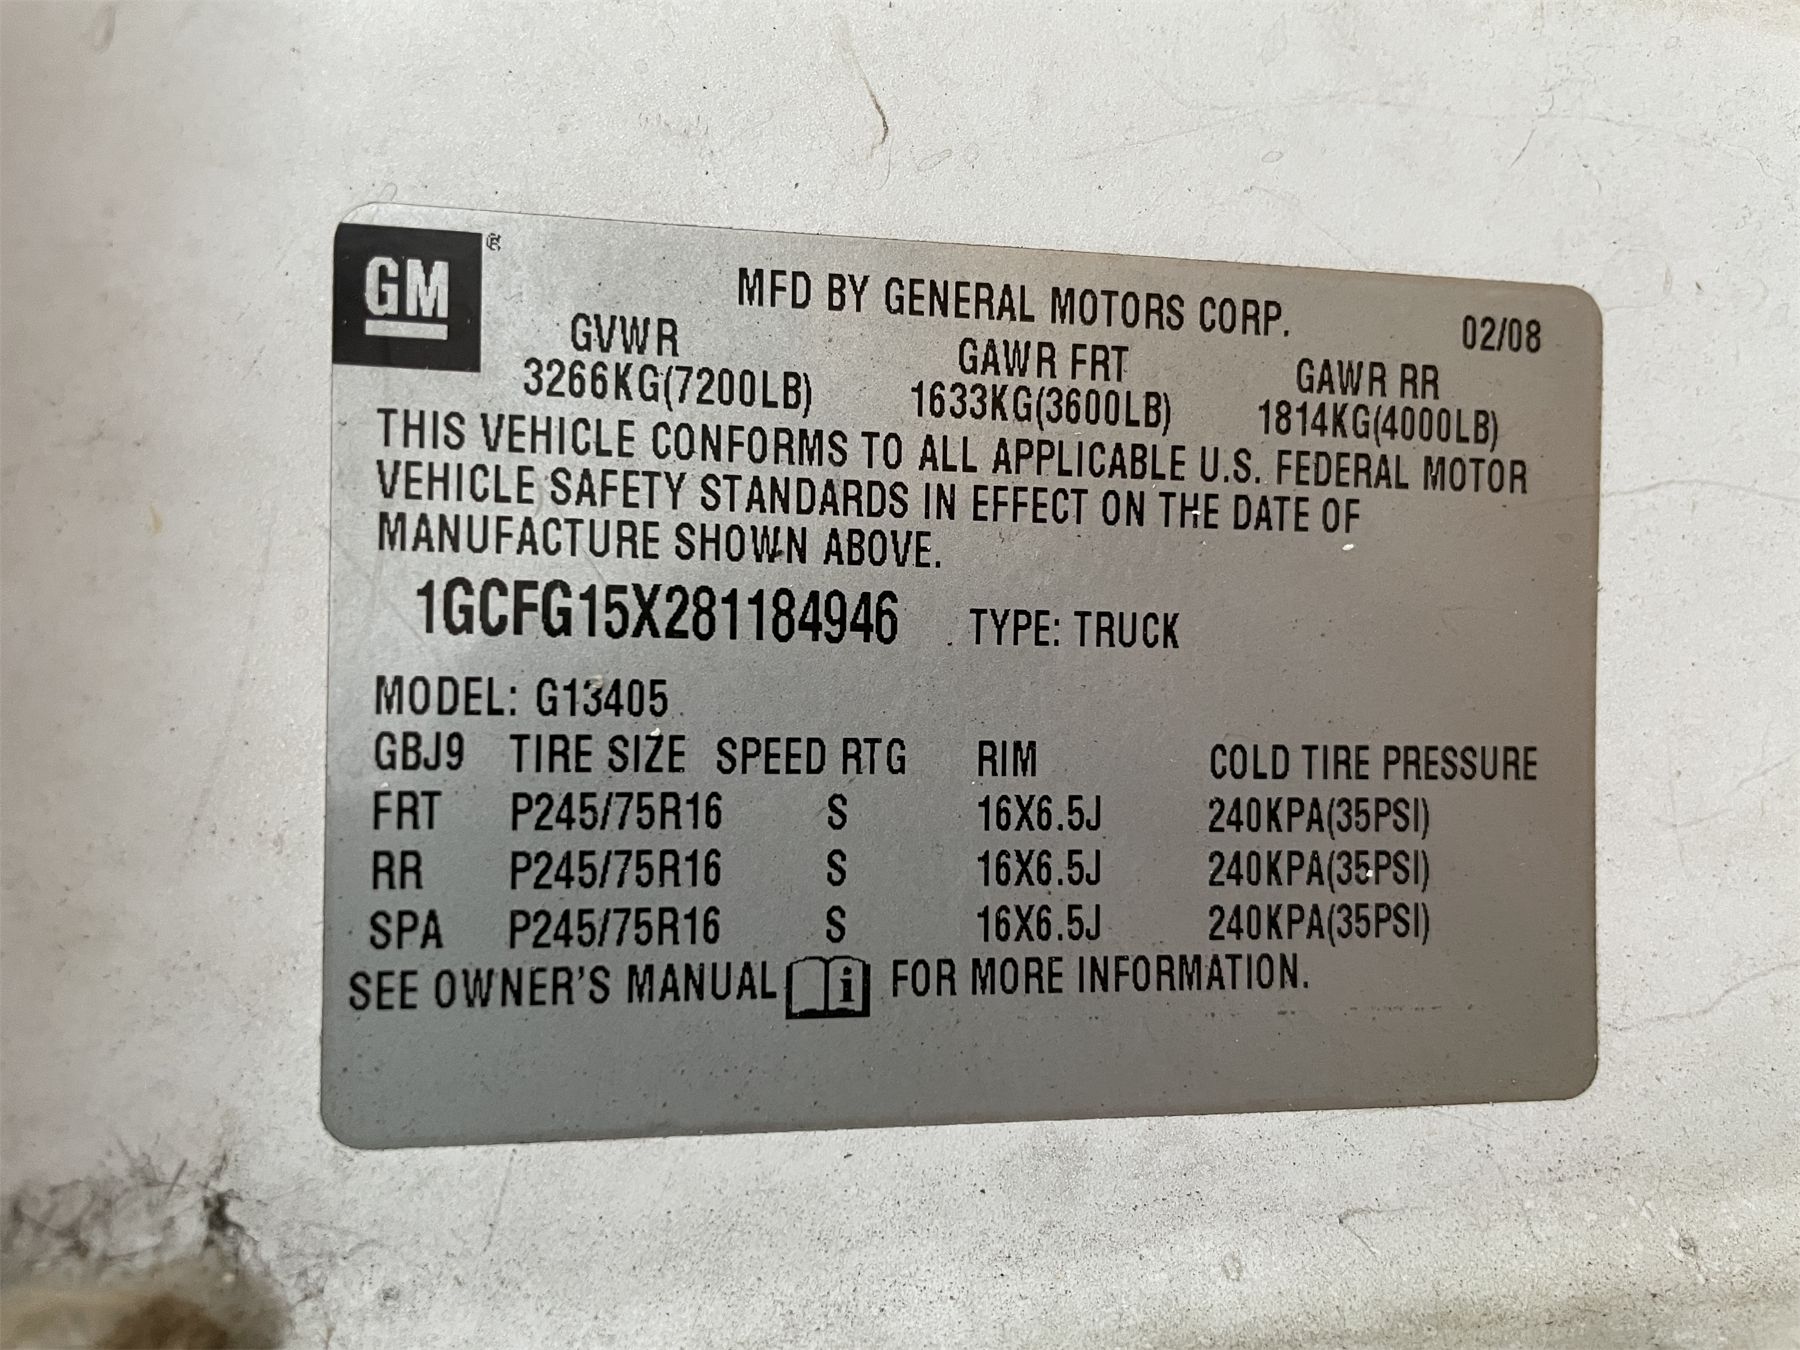 GM ®
MFD BY GENERAL MOTORS CORP. 02/08
GVWR GAWR FRT GAWR RR
3266KG(7200LB) 1633KG(3600LB) 1814KG(4000LB)
THIS VEHICLE CONFORMS TO ALL APPLICABLE U.S. FEDERAL MOTOR
VEHICLE SAFETY STANDARDS IN EFFECT ON THE DATE OF
MANUFACTURE SHOWN ABOVE.
1GCFG15X281184946 TYPE: TRUCK
MODEL: G13405
GBJ9 TIRE SIZE SPEED RTG RIM COLD TIRE PRESSURE
FRT P245/75R16 S 16X6.5J 240KPA(35PSI)
RR P245/75R16 S 16X6.5J 240KPA(35PSI)
SPA P245/75R16 S 16X6.5J 240KPA(35PSI)
SEE OWNER'S MANUAL i FOR MORE INFORMATION.